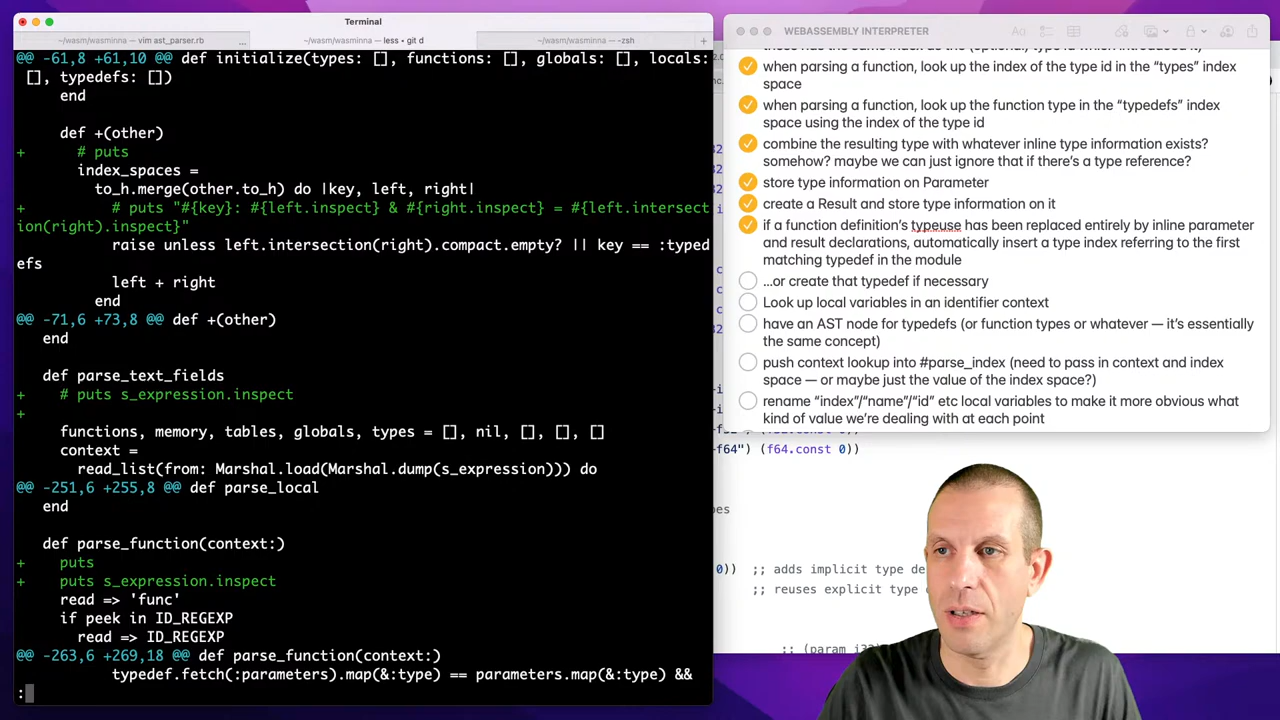 Terminal
~/wasm/wasminna — vim ast_parser.rb
...
~/wasm/wasminna — less • git d
~/wasm/wasminna — -zsh
+
@@ -61,8 +61,10 @@ def initialize(types: [], functions: [], globals: [], locals:
[], typedefs: [])
end
def +(other)
+ # puts
index_spaces =
to_h.merge(other.to_h) do |key, left, right|
+ # puts "#{key}: #{left.inspect} & #{right.inspect} = #{left.intersect
ion(right).inspect}"
raise unless left.intersection(right).compact.empty? || key == :typed
efs
left + right
end
@@ -71,6 +73,8 @@ def +(other)
end
def parse_text_fields
+ # puts s_expression.inspect
+
functions, memory, tables, globals, types = [], nil, [], [], []
context =
read_list(from: Marshal.load(Marshal.dump(s_expression))) do
@@ -251,6 +255,8 @@ def parse_local
end
def parse_function(context:)
+ puts
+ puts s_expression.inspect
read => 'func'
if peek in ID_REGEXP
read => ID_REGEXP
@@ -263,6 +269,18 @@ def parse_function(context:)
typedef.fetch(:parameters).map(&:type) == parameters.map(&:type) &&
:
WEBASSEMBLY INTERPRETER
Aa
when parsing a function, look up the index of the type id in the “types” index
space
when parsing a function, look up the function type in the “typedefs” index
space using the index of the type id
combine the resulting type with whatever inline type information exists?
somehow? maybe we can just ignore that if there’s a type reference?
store type information on Parameter
create a Result and store type information on it
if a function definition’s typeuse has been replaced entirely by inline parameter
and result declarations, automatically insert a type index referring to the first
matching typedef in the module
...or create that typedef if necessary
Look up local variables in an identifier context
have an AST node for typedefs (or function types or whatever — it’s essentially
the same concept)
push context lookup into #parse_index (need to pass in context and index
space — or maybe just the value of the index space?)
rename “index”/“name”/“id” etc local variables to make it more obvious what
kind of value we’re dealing with at each point
-f64") (f64.const 0))
pes
0)) ;; adds implicit type de
;; reuses explicit type
;; (param i32)